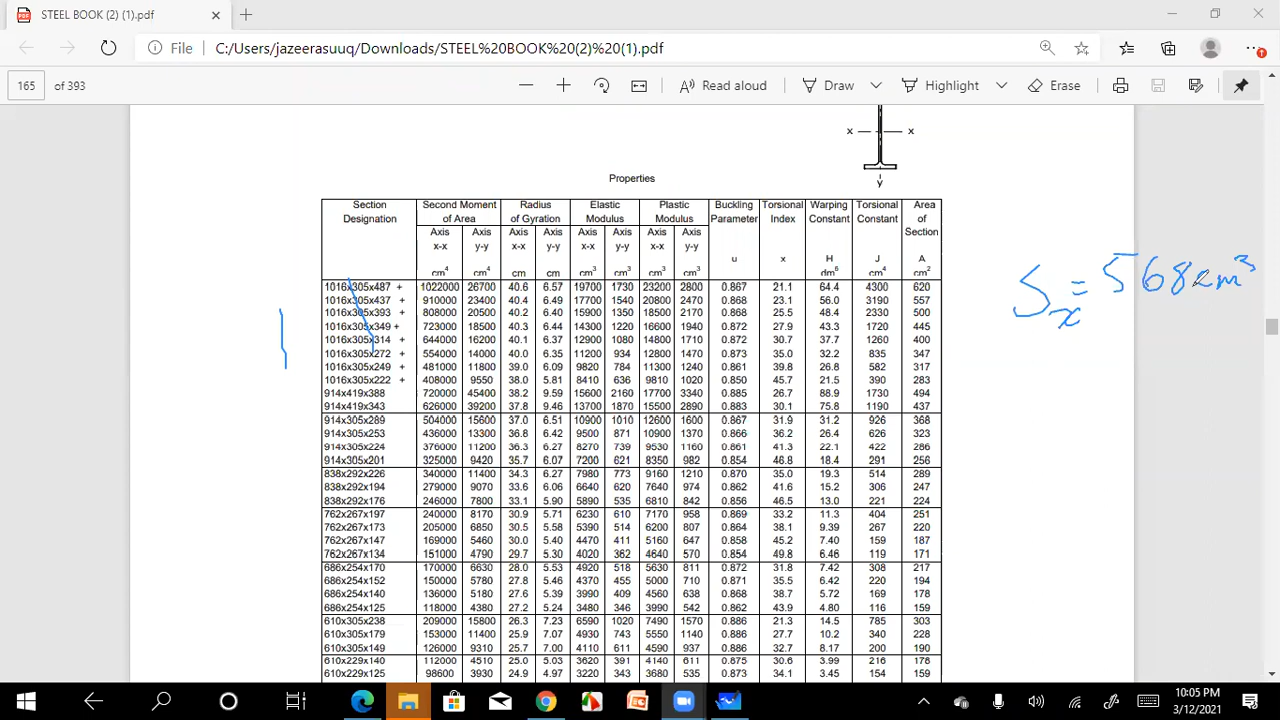 STEEL BOOK (2) (1).pdf
File C:/Users/jazeerasuuq/Downloads/STEEL%20BOOK%20(2)%20(1).pdf
165 of 393 Read aloud Draw Highlight Erase
x x
y
Properties
Section Second Moment Radius Elastic Plastic Buckling Torsional Warping Torsional Area
Designation of Area of Gyration Modulus Modulus Parameter Index Constant Constant of
Axis Axis Axis Axis Axis Axis Axis Axis Section
x-x y-y x-x y-y x-x y-y x-x y-y
u x H J A
cm4 cm4 cm cm cm3 cm3 cm3 cm3 dm6 cm4 cm2
1016x305x487 + 1022000 26700 40.6 6.57 19700 1730 23200 2800 0.867 21.1 64.4 4300 620
1016x305x437 + 910000 23400 40.4 6.49 17700 1540 20800 2470 0.868 23.1 56.0 3190 557
1016x305x393 + 808000 20500 40.2 6.40 15900 1350 18500 2170 0.868 25.5 48.4 2330 500
1016x305x349 + 723000 18500 40.3 6.44 14300 1220 16600 1940 0.872 27.9 43.3 1720 445
1016x305x314 + 644000 16200 40.1 6.37 12900 1080 14800 1710 0.872 30.7 37.7 1260 400
1016x305x272 + 554000 14000 40.0 6.35 11200 934 12800 1470 0.873 35.0 32.2 835 347
1016x305x249 + 481000 11800 39.0 6.09 9820 784 11300 1240 0.861 39.8 26.8 582 317
1016x305x222 + 408000 9550 38.0 5.81 8410 636 9810 1020 0.850 45.7 21.5 390 283
914x419x388 720000 45400 38.2 9.59 15600 2160 17700 3340 0.885 26.7 88.9 1730 494
914x419x343 626000 39200 37.8 9.46 13700 1870 15500 2890 0.883 30.1 75.8 1190 437
914x305x289 504000 15600 37.0 6.51 10900 1010 12600 1600 0.867 31.9 31.2 926 368
914x305x253 436000 13300 36.8 6.42 9500 871 10900 1370 0.866 36.2 26.4 626 323
914x305x224 376000 11200 36.3 6.27 8270 739 9530 1160 0.861 41.3 22.1 422 286
914x305x201 325000 9420 35.7 6.07 7200 621 8350 982 0.854 46.8 18.4 291 256
838x292x226 340000 11400 34.3 6.27 7980 773 9160 1210 0.870 35.0 19.3 514 289
838x292x194 279000 9070 33.6 6.06 6640 620 7640 974 0.862 41.6 15.2 306 247
838x292x176 246000 7800 33.1 5.90 5890 535 6810 842 0.856 46.5 13.0 221 224
762x267x197 240000 8170 30.9 5.71 6230 610 7170 958 0.869 33.2 11.3 404 251
762x267x173 205000 6850 30.5 5.58 5390 514 6200 807 0.864 38.1 9.39 267 220
762x267x147 169000 5460 30.0 5.40 4470 411 5160 647 0.858 45.2 7.40 159 187
762x267x134 151000 4790 29.7 5.30 4020 362 4640 570 0.854 49.8 6.46 119 171
686x254x170 170000 6630 28.0 5.53 4920 518 5630 811 0.872 31.8 7.42 308 217
686x254x152 150000 5780 27.8 5.46 4370 455 5000 710 0.871 35.5 6.42 220 194
686x254x140 136000 5180 27.6 5.39 3990 409 4560 638 0.868 38.7 5.72 169 178
686x254x125 118000 4380 27.2 5.24 3480 346 3990 542 0.862 43.9 4.80 116 159
610x305x238 209000 15800 26.3 7.23 6590 1020 7490 1570 0.886 21.3 14.5 785 303
610x305x179 153000 11400 25.9 7.07 4930 743 5550 1140 0.886 27.7 10.2 340 228
610x305x149 126000 9310 25.9 7.00 4110 611 4590 937 0.886 32.7 8.17 200 190
610x229x140 112000 4510 25.0 5.03 3620 391 4140 611 0.875 30.6 3.99 216 178
610x229x125 98600 3930 24.9 4.97 3220 343 3680 535 0.873 34.1 3.45 154 159
Sx = 568cm3
10:05 PM
3/12/2021